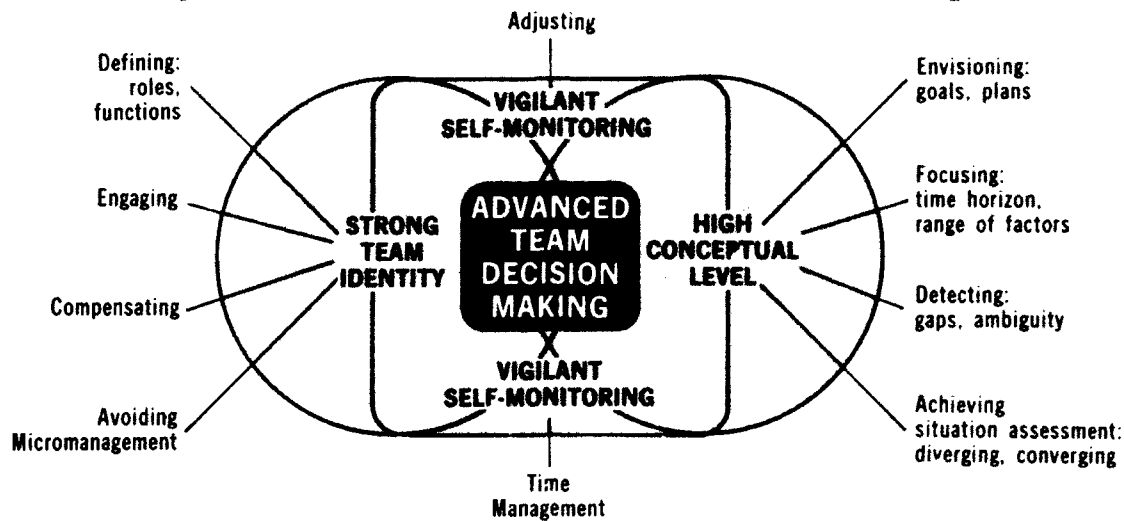 Adjusting
Defining:
roles,
functions
Engaging
Compensating
Avoiding
Micromanagement
STRONG
TEAM
IDENTITY
VIGILANT
SELF-MONITORING
ADVANCED
TEAM
DECISION
MAKING
VIGILANT
SELF-MONITORING
Time
Management
HIGH
CONCEPTUAL
LEVEL
Envisioning:
goals, plans
Focusing:
time horizon,
range of factors
Detecting:
gaps, ambiguity
Achieving
situation assessment:
diverging, converging